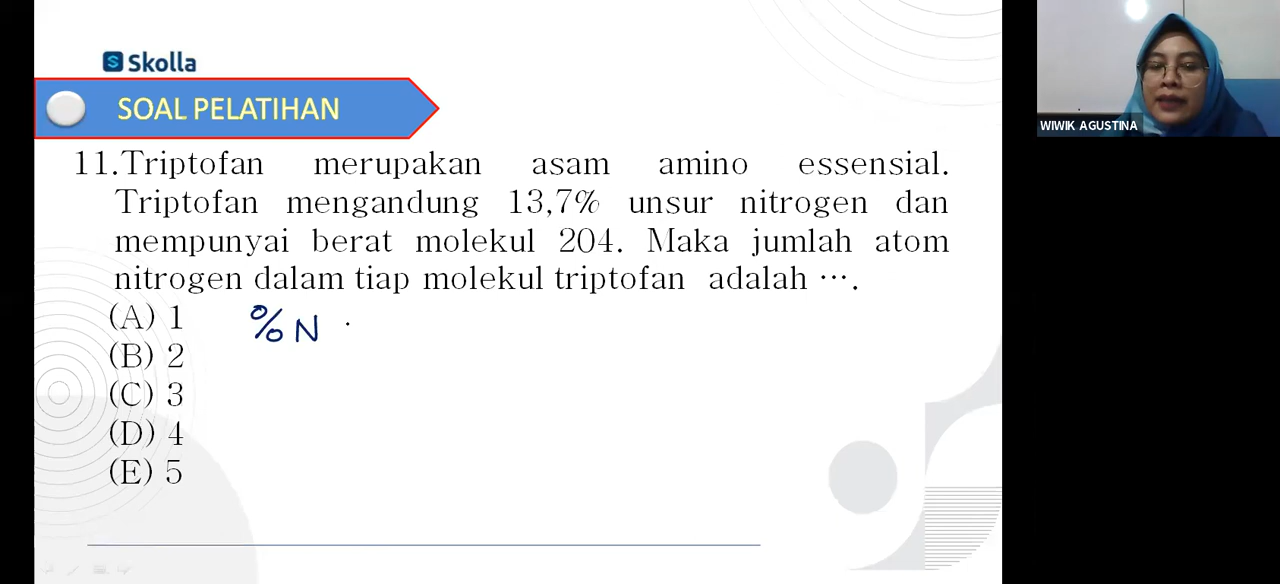 Skolla
SOAL PELATIHAN
11.Triptofan merupakan asam amino essensial.
Triptofan mengandung 13,7% unsur nitrogen dan
mempunyai berat molekul 204. Maka jumlah atom
nitrogen dalam tiap molekul triptofan adalah ….
(A) 1
(B) 2
(C) 3
(D) 4
(E) 5
% N
WIWIK AGUSTINA